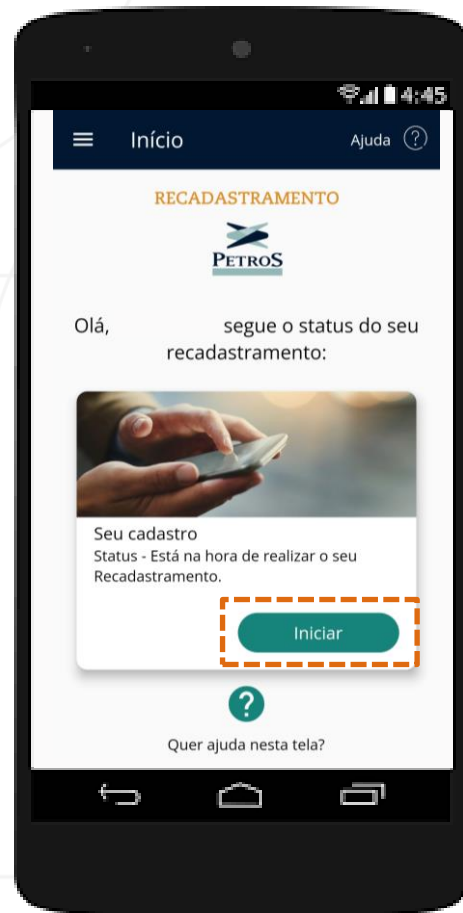 4:45
Início
Ajuda ?
RECADASTRAMENTO
PETROS
Olá, segue o status do seu
recadastramento:
Seu cadastro
Status - Está na hora de realizar o seu
Recadastramento.
Iniciar
?
Quer ajuda nesta tela?